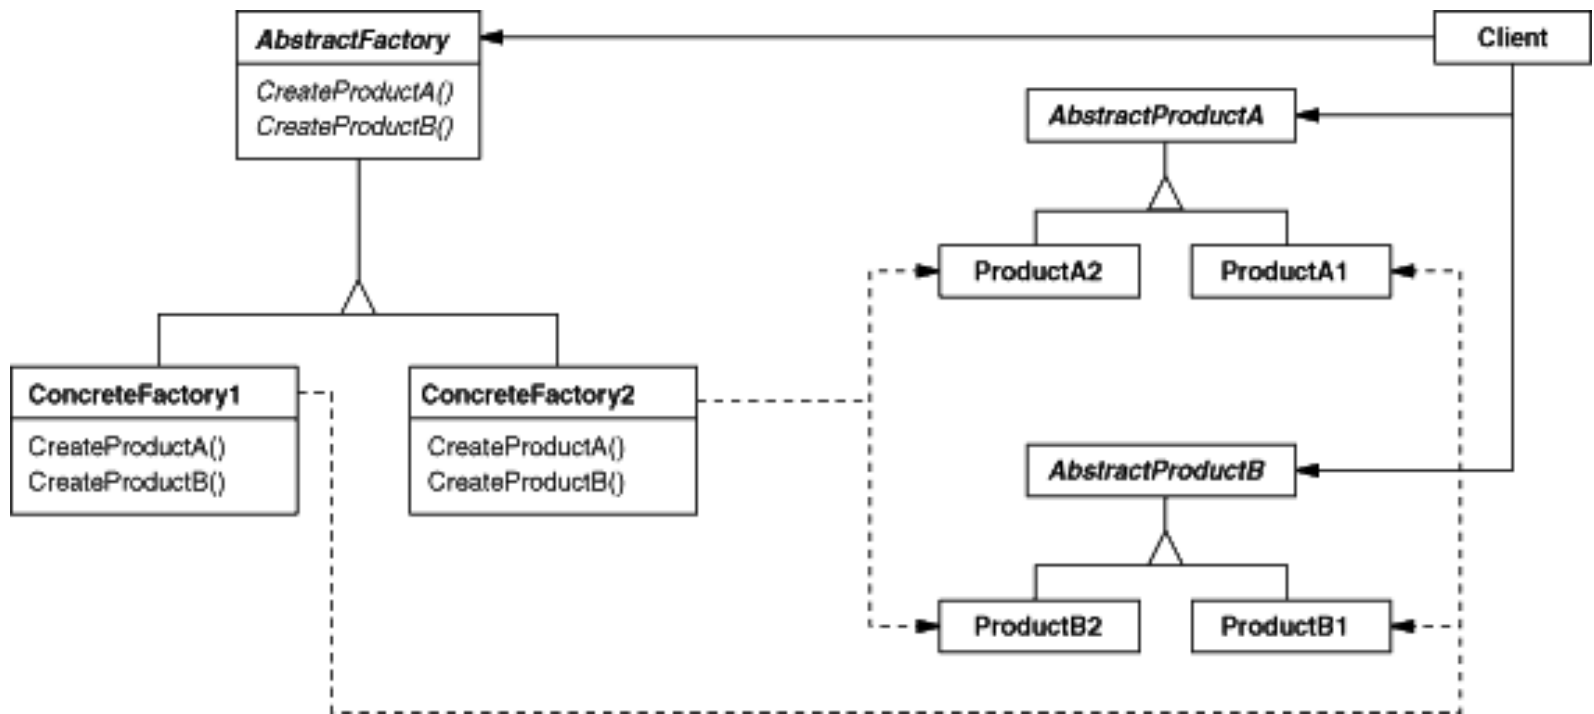 AbstractFactory
CreateProductA()
CreateProductB()
Client
AbstractProductA
ProductA2
ProductA1
ConcreteFactory1
CreateProductA()
CreateProductB()
ConcreteFactory2
CreateProductA()
CreateProductB()
AbstractProductB
ProductB2
ProductB1